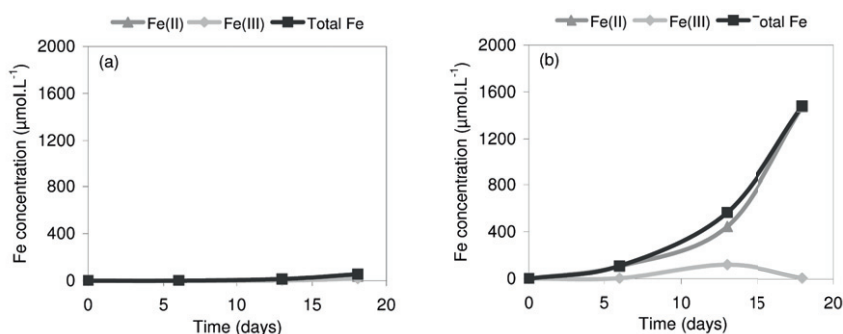 Fe(II) Fe(III) Total Fe
2000
(a)
1600
1200
800
400
0
0 5 10 15 20
Time (days)
Fe concentration (µmol.L⁻¹)
Fe(II) Fe(III) ‾otal Fe
2000
(b)
1600
1200
800
400
0
0 5 10 15 20
Time (days)
Fe concentration (µmol.L⁻¹)